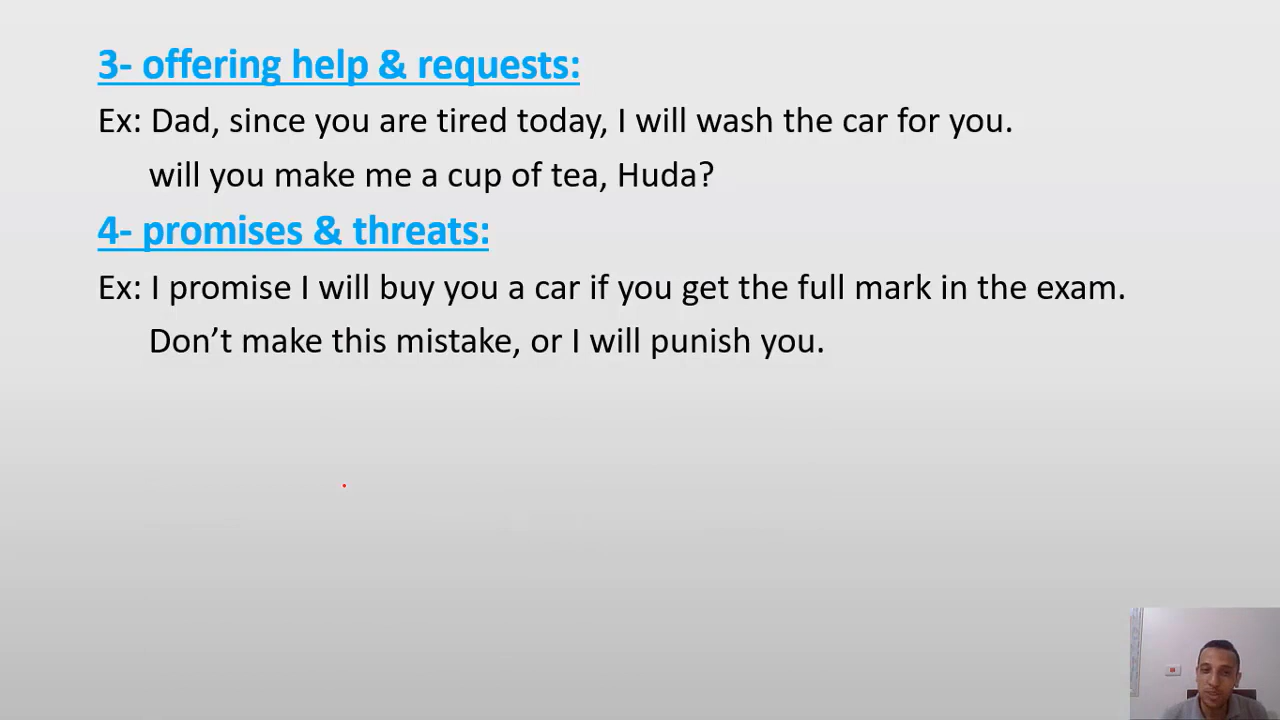 3- offering help & requests:
Ex: Dad, since you are tired today, I will wash the car for you.
will you make me a cup of tea, Huda?
4- promises & threats:
Ex: I promise I will buy you a car if you get the full mark in the exam.
Don’t make this mistake, or I will punish you.